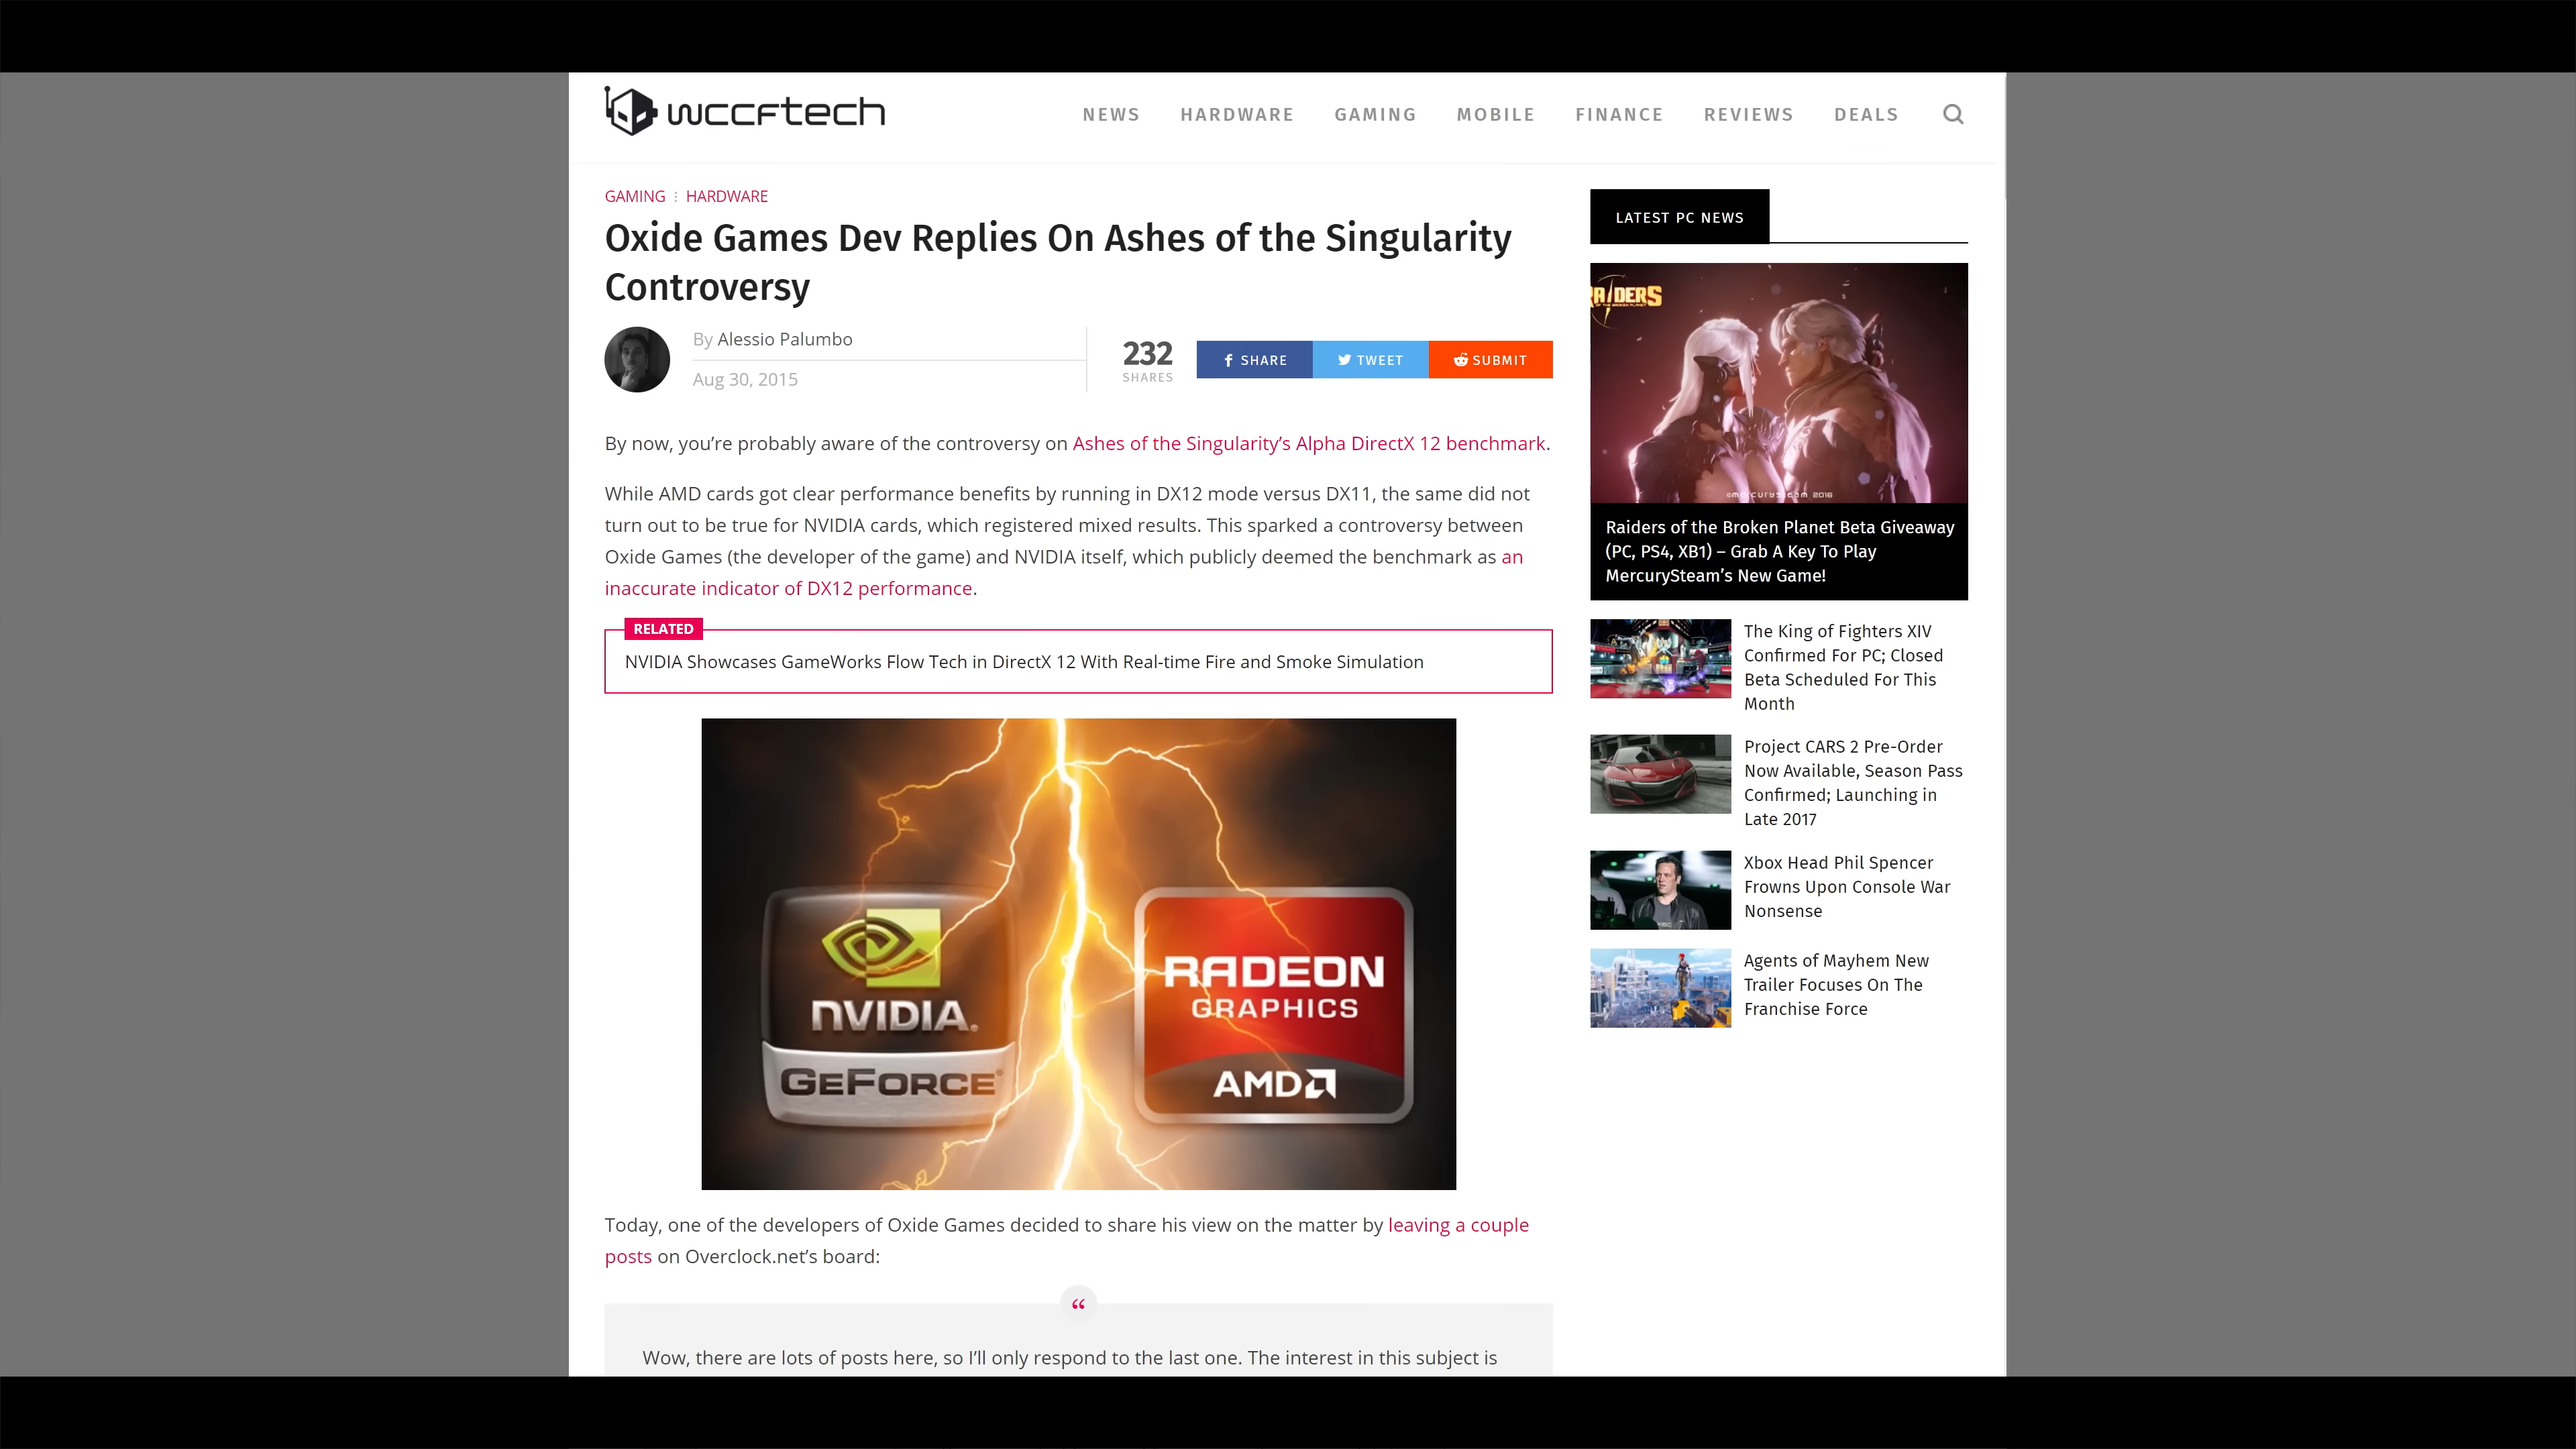 wccftech
NEWS HARDWARE GAMING MOBILE FINANCE REVIEWS DEALS
GAMING HARDWARE
Oxide Games Dev Replies On Ashes of the Singularity
Controversy
By Alessio Palumbo
Aug 30, 2015
232
SHARES
SHARE TWEET SUBMIT
By now, you’re probably aware of the controversy on Ashes of the Singularity’s Alpha DirectX 12 benchmark.
While AMD cards got clear performance benefits by running in DX12 mode versus DX11, the same did not
turn out to be true for NVIDIA cards, which registered mixed results. This sparked a controversy between
Oxide Games (the developer of the game) and NVIDIA itself, which publicly deemed the benchmark as an
inaccurate indicator of DX12 performance.
RELATED
NVIDIA Showcases GameWorks Flow Tech in DirectX 12 With Real-time Fire and Smoke Simulation
NVIDIA.
GEFORCE
RADEON
GRAPHICS
AMD
Today, one of the developers of Oxide Games decided to share his view on the matter by leaving a couple
posts on Overclock.net’s board:
“
Wow, there are lots of posts here, so I’ll only respond to the last one. The interest in this subject is
LATEST PC NEWS
RAIDERS
©mercurysteam 2016
Raiders of the Broken Planet Beta Giveaway
(PC, PS4, XB1) – Grab A Key To Play
MercurySteam’s New Game!
The King of Fighters XIV
Confirmed For PC; Closed
Beta Scheduled For This
Month
Project CARS 2 Pre-Order
Now Available, Season Pass
Confirmed; Launching in
Late 2017
Xbox Head Phil Spencer
Frowns Upon Console War
Nonsense
Agents of Mayhem New
Trailer Focuses On The
Franchise Force